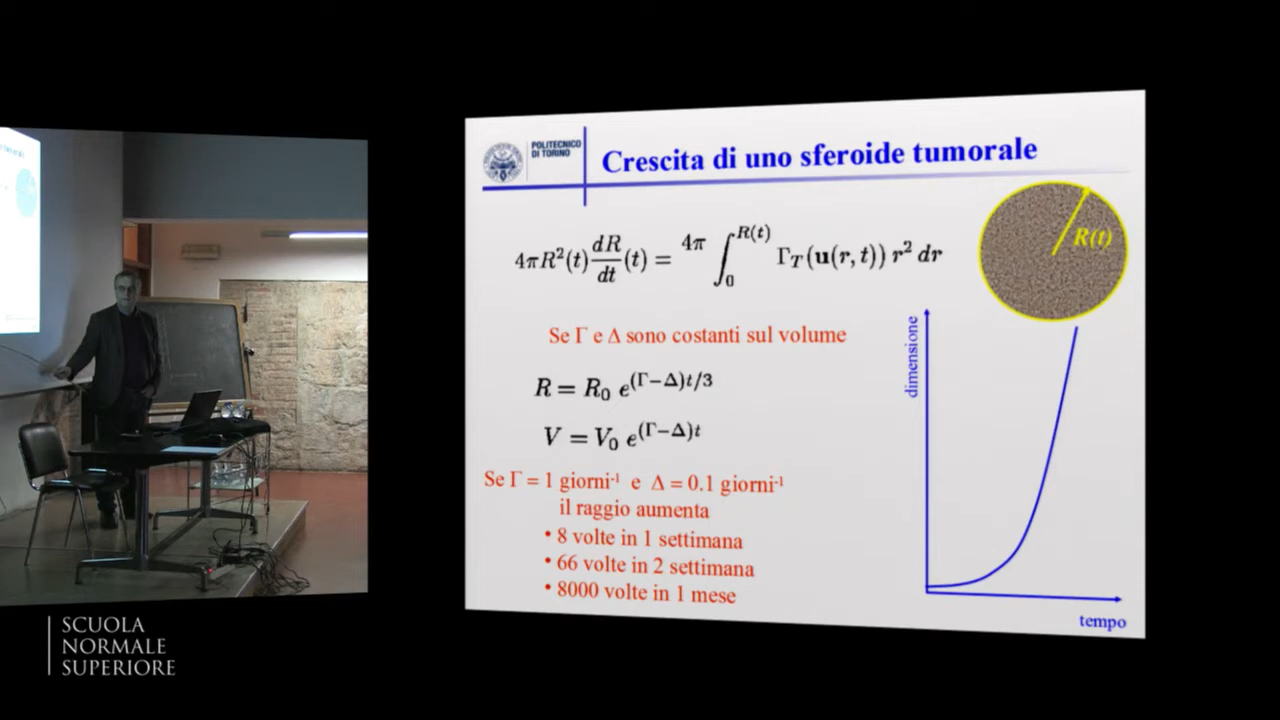 POLITECNICO
DI TORINO
Crescita di uno sferoide tumorale
4πR²(t) dR/dt (t) = 4π ∫₀^R(t) Γ_T(u(r, t)) r² dr
R(t)
Se Γ e Δ sono costanti sul volume
R = R₀ e^(Γ−Δ)t/3
V = V₀ e^(Γ−Δ)t
Se Γ = 1 giorni⁻¹ e Δ = 0.1 giorni⁻¹
il raggio aumenta
• 8 volte in 1 settimana
• 66 volte in 2 settimana
• 8000 volte in 1 mese
dimensione
tempo
SCUOLA
NORMALE
SUPERIORE